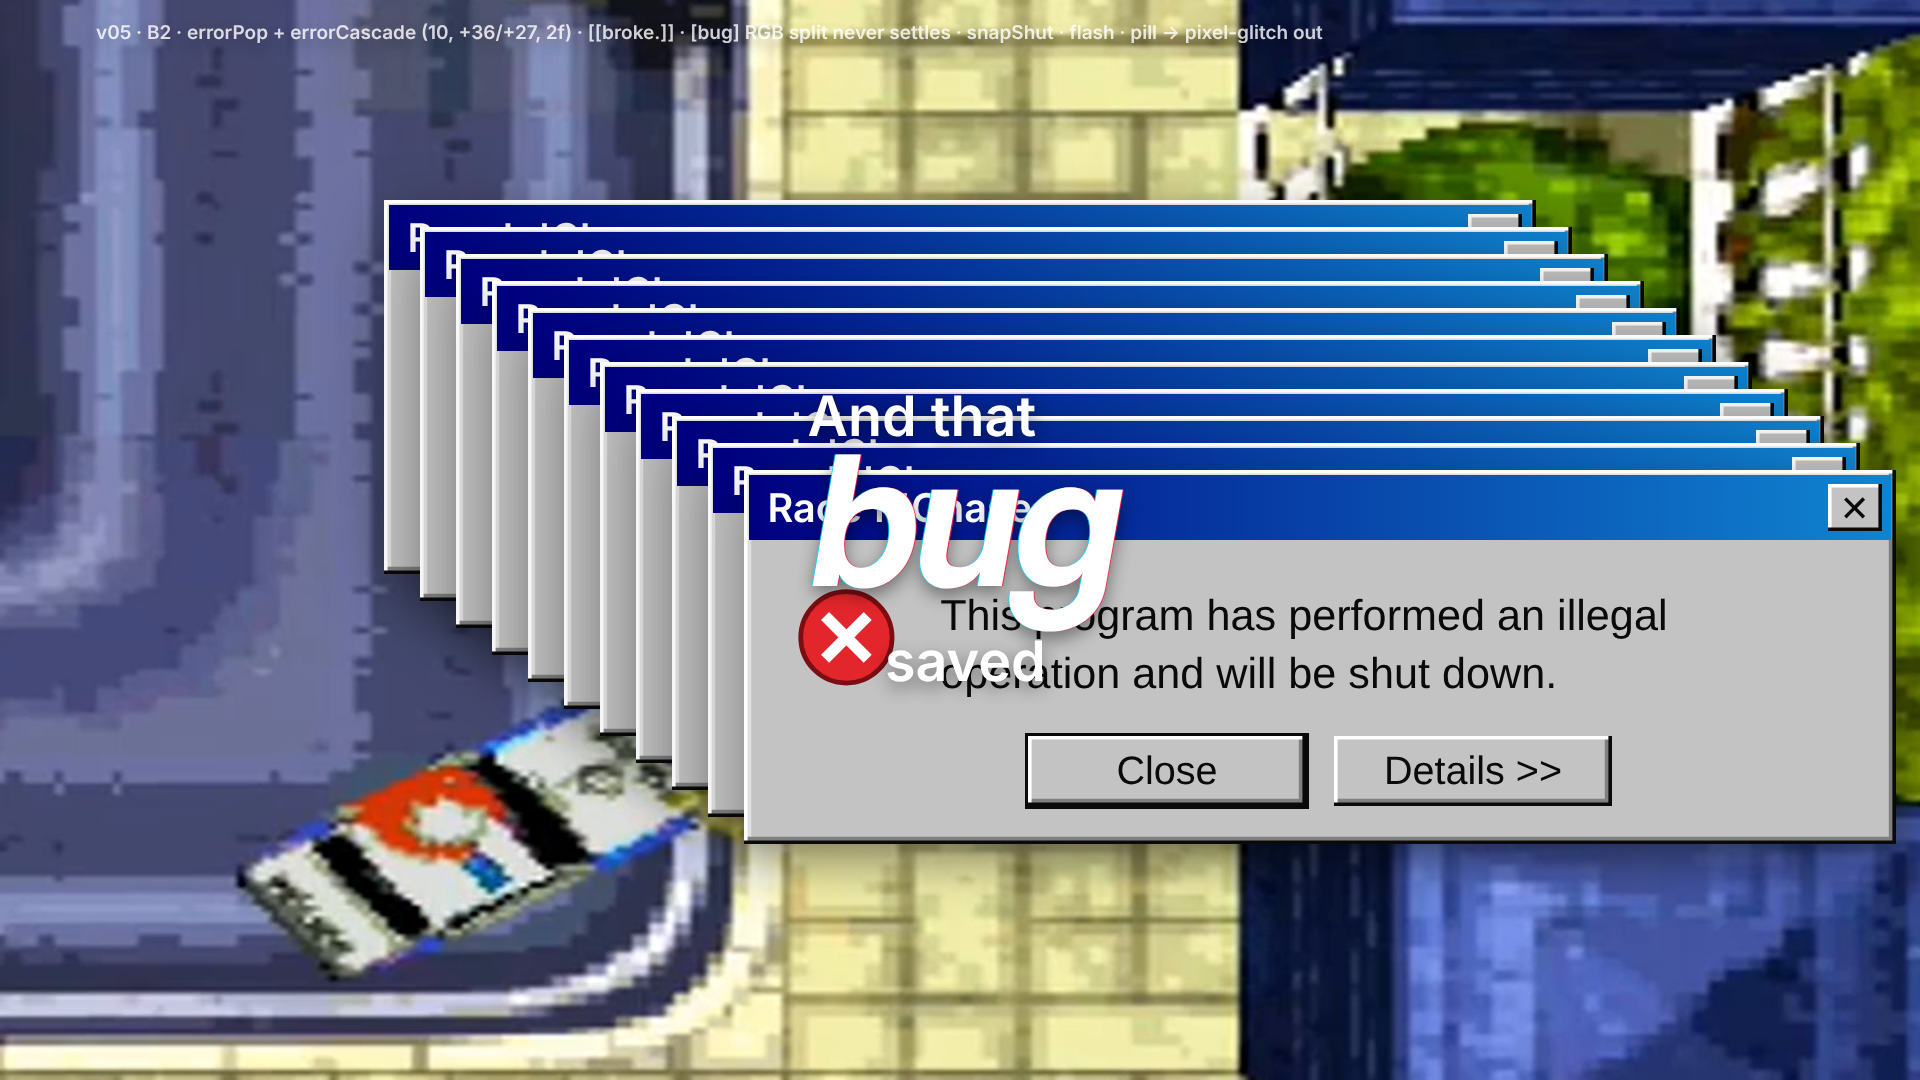 v05 · B2 · errorPop + errorCascade (10, +36/+27, 2f) · [[broke.]] · [bug] RGB split never settles · snapShut · flash · pill → pixel-glitch out
And that
bug
saved
Race'n'Chase
This program has performed an illegal
operation and will be shut down.
Close
Details >>